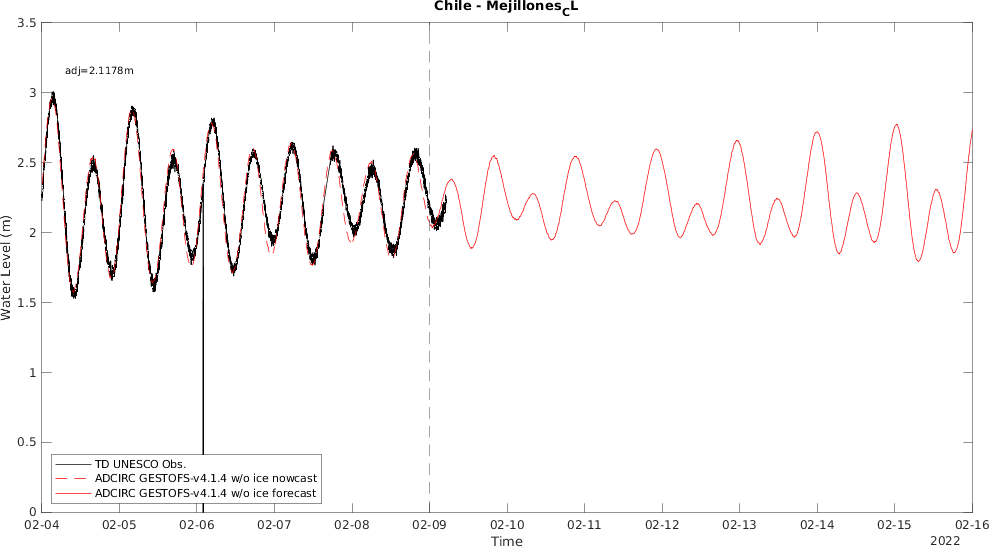 Chile - Mejillones_CL
adj=2.1178m
3.5
3
2.5
2
1.5
1
0.5
0
Water Level (m)
TD UNESCO Obs.
ADCIRC GESTOFS-v4.1.4 w/o ice nowcast
ADCIRC GESTOFS-v4.1.4 w/o ice forecast
02-04 02-05 02-06 02-07 02-08 02-09 02-10 02-11 02-12 02-13 02-14 02-15 02-16
Time
2022